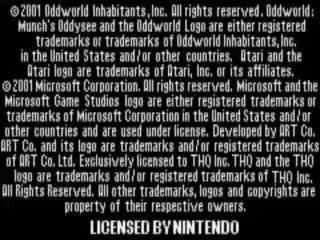 ©2001 Oddworld Inhabitants, Inc. All rights reserved. Oddworld:
Munch's Oddysee and the Oddworld Logo are either registered
trademarks or trademarks of Oddworld Inhabitants, Inc.
in the United States and/or other countries. Atari and the
Atari logo are trademarks of Atari, Inc. or its affiliates.
©2001 Microsoft Corporation. All rights reserved. Microsoft and the
Microsoft Game Studios logo are either registered trademarks or
trademarks of Microsoft Corporation in the United States and/or
other countries and are used under license. Developed by ART Co.
ART Co. and its logo are trademarks and/or registered trademarks
of ART Co. Ltd. Exclusively licensed to THQ Inc. THQ and the THQ
logo are trademarks and/or registered trademarks of THQ Inc.
All Rights Reserved. All other trademarks, logos and copyrights are
property of their respective owners.
LICENSED BY NINTENDO